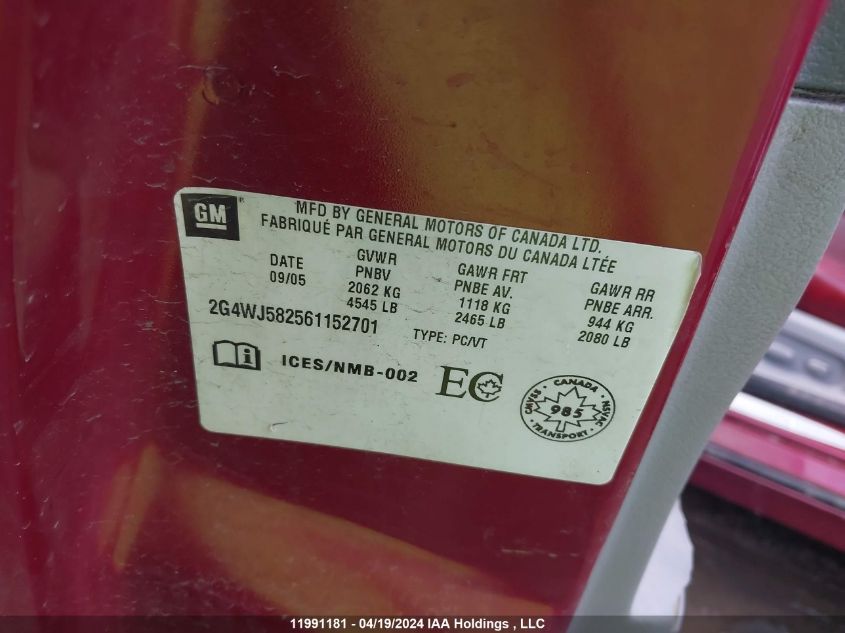 GM®
MFD BY GENERAL MOTORS OF CANADA LTD.
FABRIQUÉ PAR GENERAL MOTORS DU CANADA LTÉE
DATE GVWR GAWR FRT GAWR RR
09/05 PNBV PNBE AV. PNBE ARR.
2062 KG 1118 KG 944 KG
4545 LB 2465 LB 2080 LB
2G4WJ582561152701 TYPE: PC/VT
i ICES/NMB-002 EC
CANADA
CMVSS 985 NSVAC
TRANSPORT
11991181 - 04/19/2024 IAA Holdings , LLC